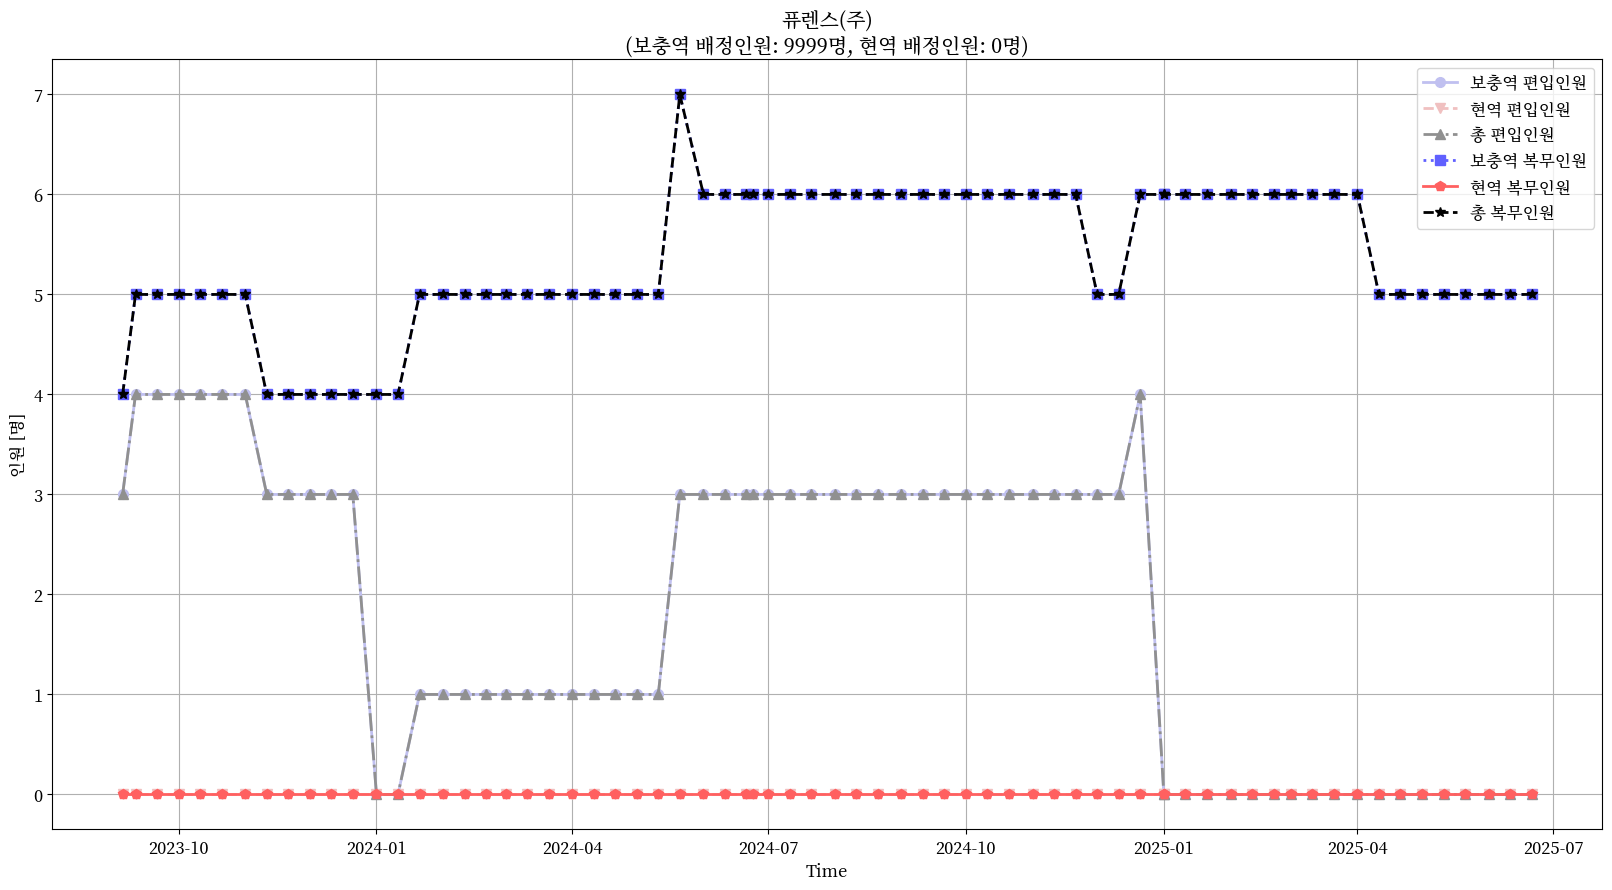 퓨렌스(주)
(보충역 배정인원: 9999명, 현역 배정인원: 0명)
보충역 편입인원
현역 편입인원
총 편입인원
보충역 복무인원
현역 복무인원
총 복무인원
인원 [명]
7
6
5
4
3
2
1
0
2023-10 2024-01 2024-04 2024-07 2024-10 2025-01 2025-04 2025-07
Time